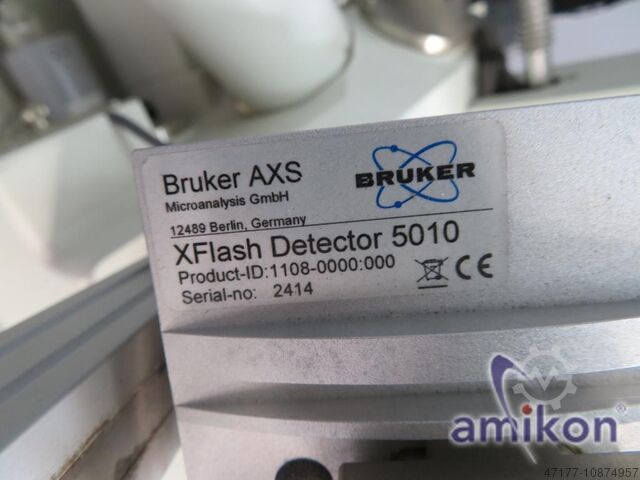 Bruker AXS
Microanalysis GmbH
BRUKER
12489 Berlin, Germany
XFlash Detector 5010
Product-ID:1108-0000:000
Serial-no: 2414
CE
amikon
47177-10874957